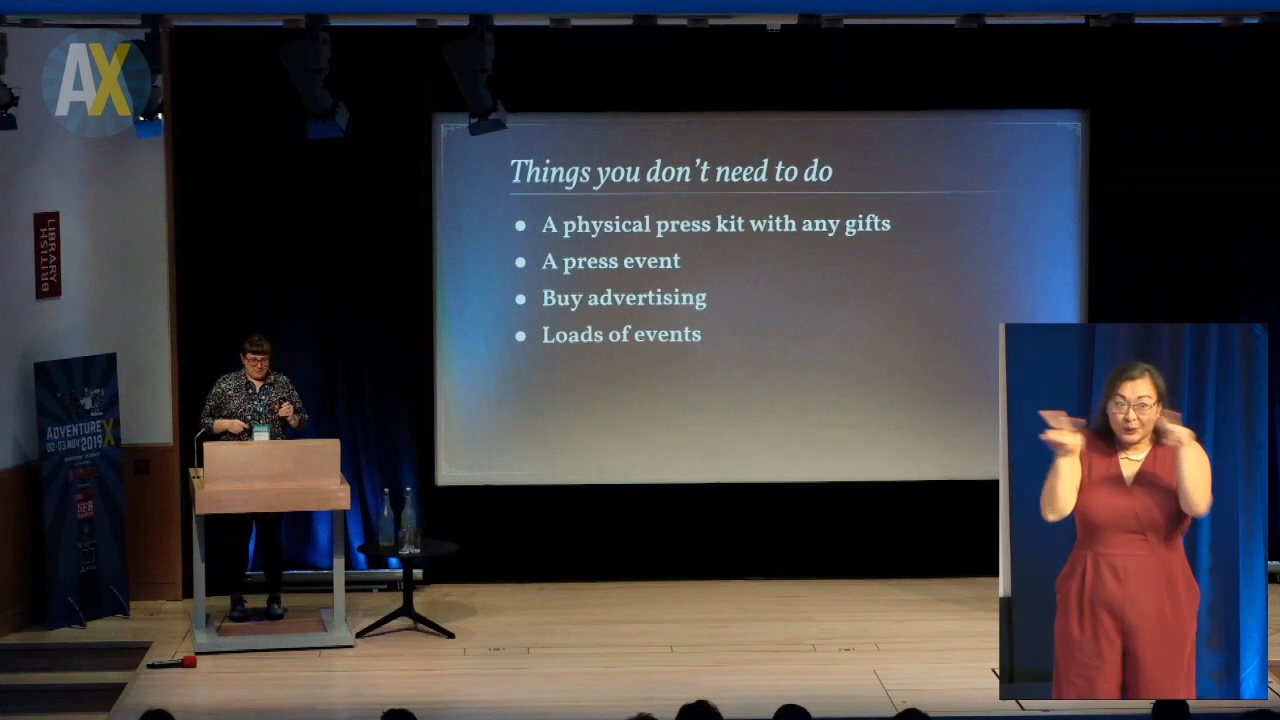 AX
Things you don't need to do
● A physical press kit with any gifts
● A press event
● Buy advertising
● Loads of events
BRITISH
LIBRARY
ADVENTURE X
02-03 NOV 2019
SFB